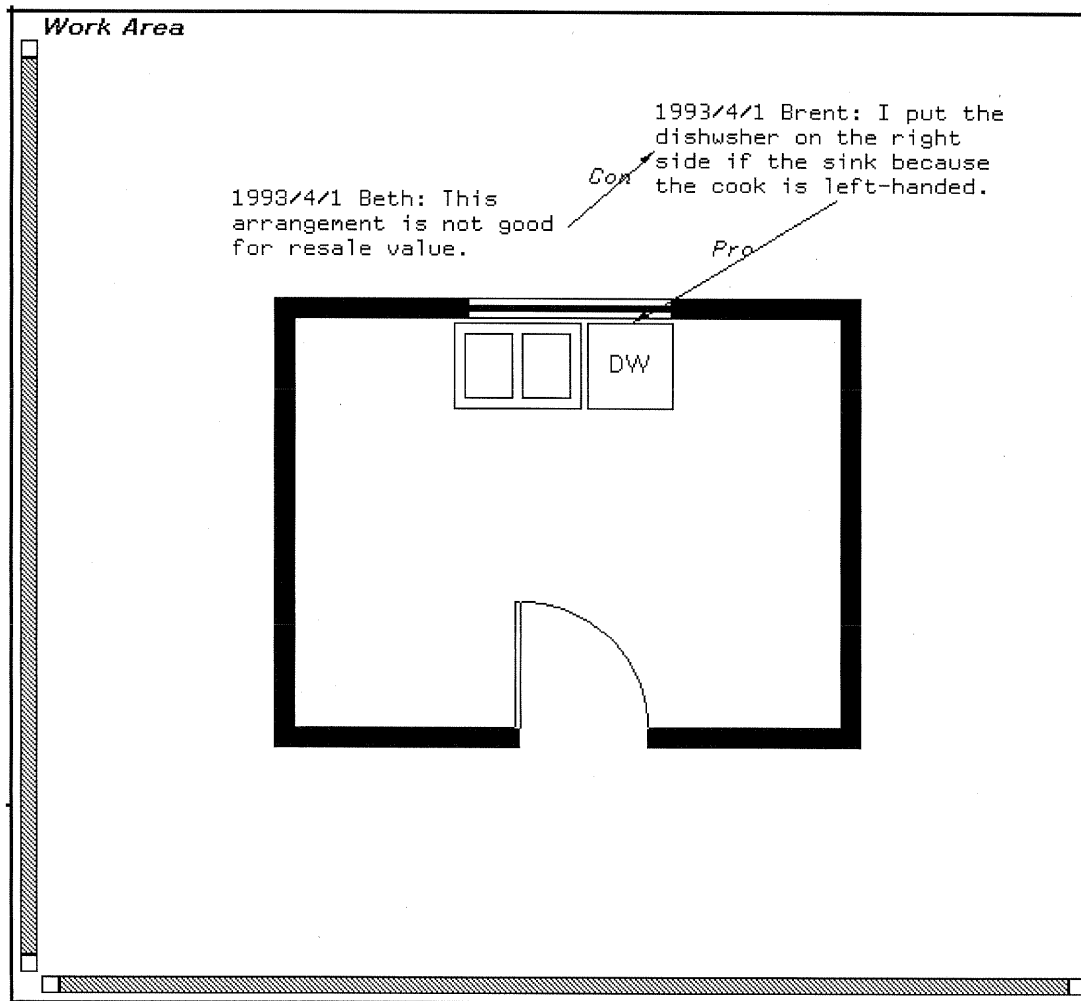 Work Area
1993/4/1 Brent: I put the
dishwsher on the right
side if the sink because
the cook is left-handed.
Con
1993/4/1 Beth: This
arrangement is not good
for resale value.
Pro
DW